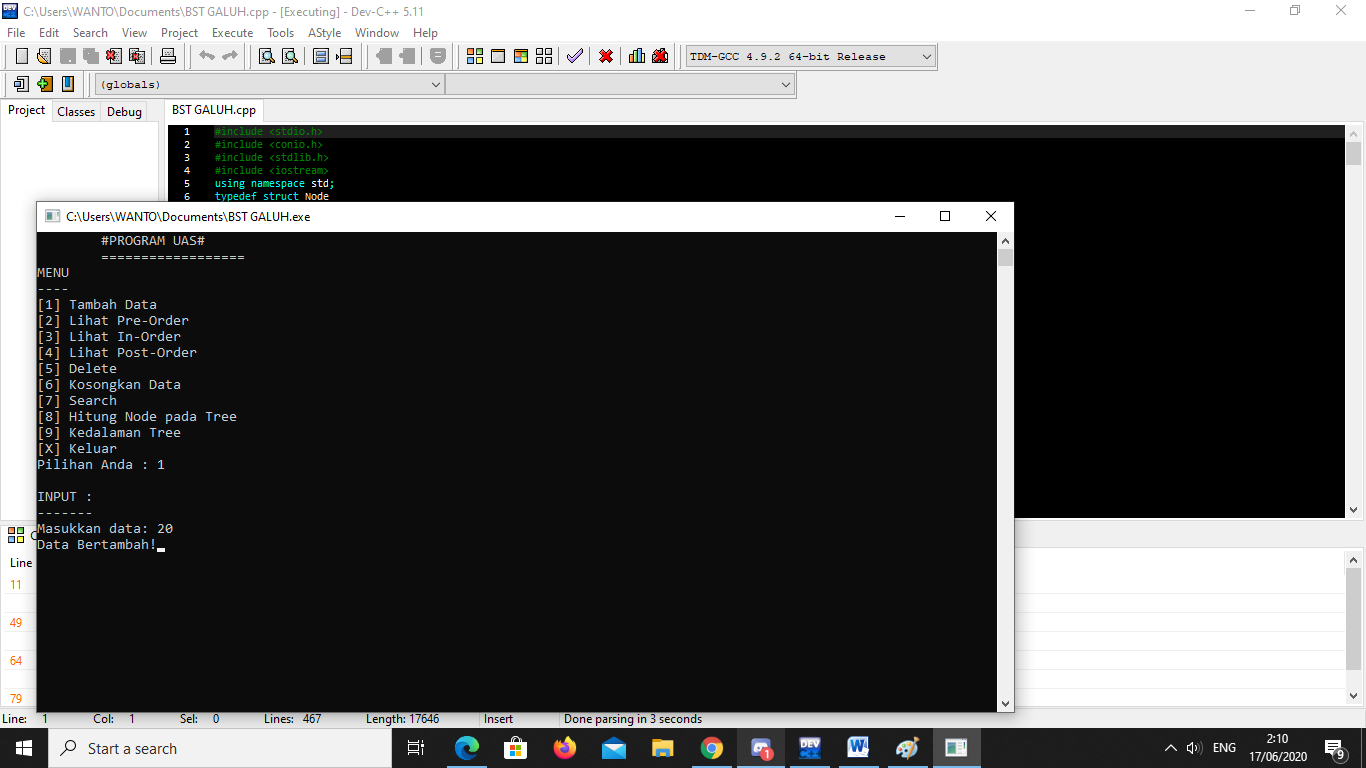 C:\Users\WANTO\Documents\BST GALUH.cpp - [Executing] - Dev-C++ 5.11
File Edit Search View Project Execute Tools AStyle Window Help
TDM-GCC 4.9.2 64-bit Release
(globals)
Project Classes Debug
BST GALUH.cpp
1 #include <stdio.h>
2 #include <conio.h>
3 #include <stdlib.h>
4 #include <iostream>
5 using namespace std;
6 typedef struct Node
C:\Users\WANTO\Documents\BST GALUH.exe
#PROGRAM UAS#
==================
MENU
----
[1] Tambah Data
[2] Lihat Pre-Order
[3] Lihat In-Order
[4] Lihat Post-Order
[5] Delete
[6] Kosongkan Data
[7] Search
[8] Hitung Node pada Tree
[9] Kedalaman Tree
[X] Keluar
Pilihan Anda : 1
INPUT :
-------
Masukkan data: 20
Data Bertambah!
Line
11
49
64
79
Line: 1 Col: 1 Sel: 0 Lines: 467 Length: 17646 Insert Done parsing in 3 seconds
Start a search
DEV
1
ENG
2:10
17/06/2020
9